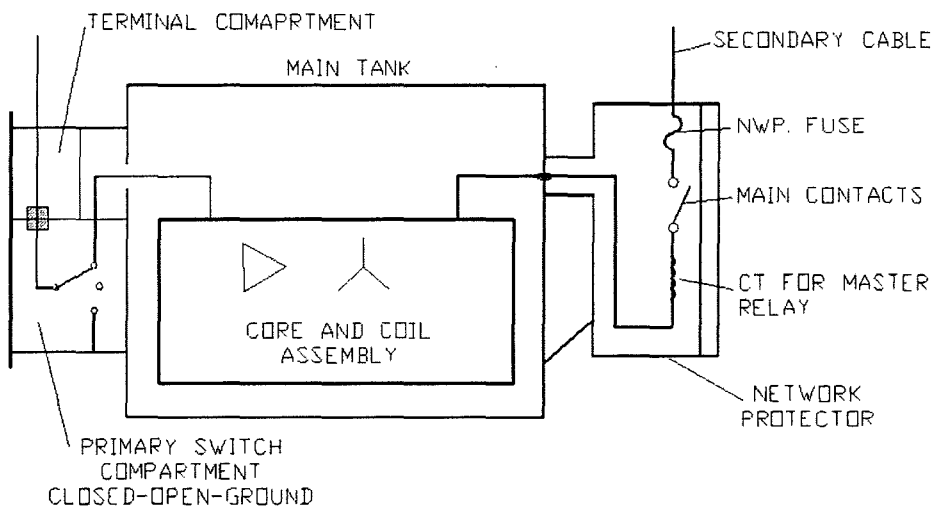 TERMINAL COMAPRTMENT
SECONDARY CABLE
MAIN TANK
NWP. FUSE
MAIN CONTACTS
CT FOR MASTER
RELAY
CORE AND COIL
ASSEMBLY
NETWORK
PROTECTOR
PRIMARY SWITCH
COMPARTMENT
CLOSED-OPEN-GROUND